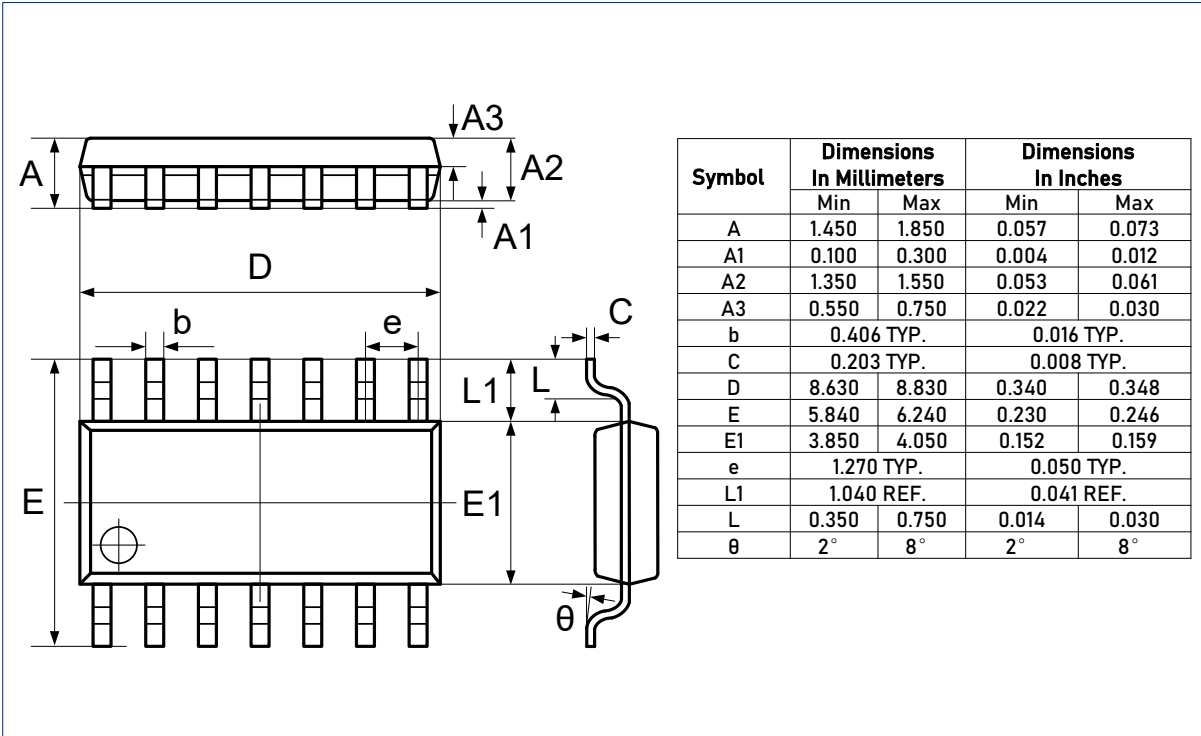 A3
A
A2
A1
D
b
e
C
L
L1
E
E1
θ
Symbol Dimensions In Millimeters Dimensions In Inches
Min Max Min Max
A 1.450 1.850 0.057 0.073
A1 0.100 0.300 0.004 0.012
A2 1.350 1.550 0.053 0.061
A3 0.550 0.750 0.022 0.030
b 0.406 TYP. 0.016 TYP.
C 0.203 TYP. 0.008 TYP.
D 8.630 8.830 0.340 0.348
E 5.840 6.240 0.230 0.246
E1 3.850 4.050 0.152 0.159
e 1.270 TYP. 0.050 TYP.
L1 1.040 REF. 0.041 REF.
L 0.350 0.750 0.014 0.030
θ 2° 8° 2° 8°